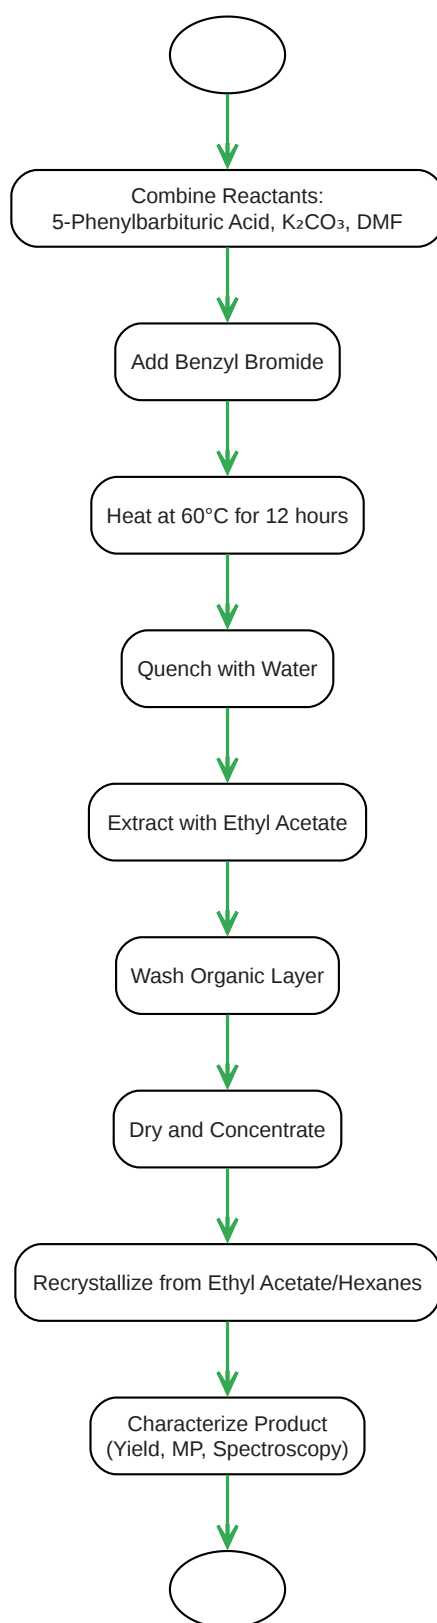 Combine Reactants:
5-Phenylbarbituric Acid, K₂CO₃, DMF
Add Benzyl Bromide
Heat at 60°C for 12 hours
Quench with Water
Extract with Ethyl Acetate
Wash Organic Layer
Dry and Concentrate
Recrystallize from Ethyl Acetate/Hexanes
Characterize Product
(Yield, MP, Spectroscopy)